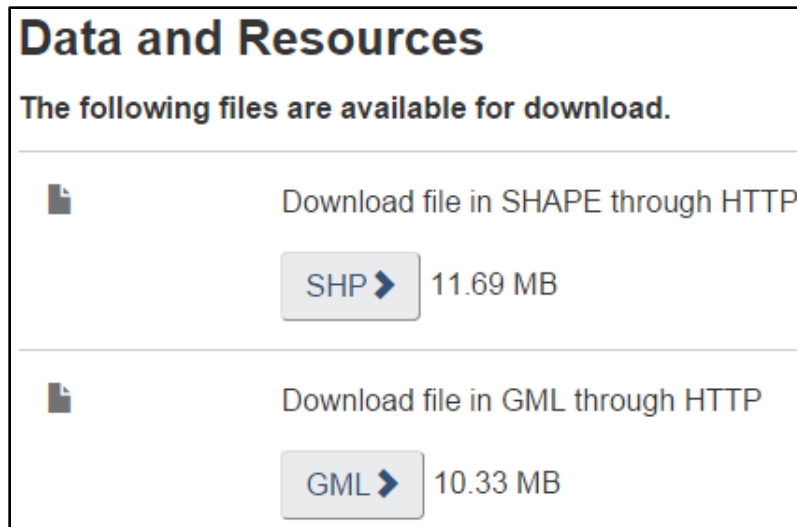 Data and Resources
The following files are available for download.
Download file in SHAPE through HTTP
SHP 11.69 MB
Download file in GML through HTTP
GML 10.33 MB